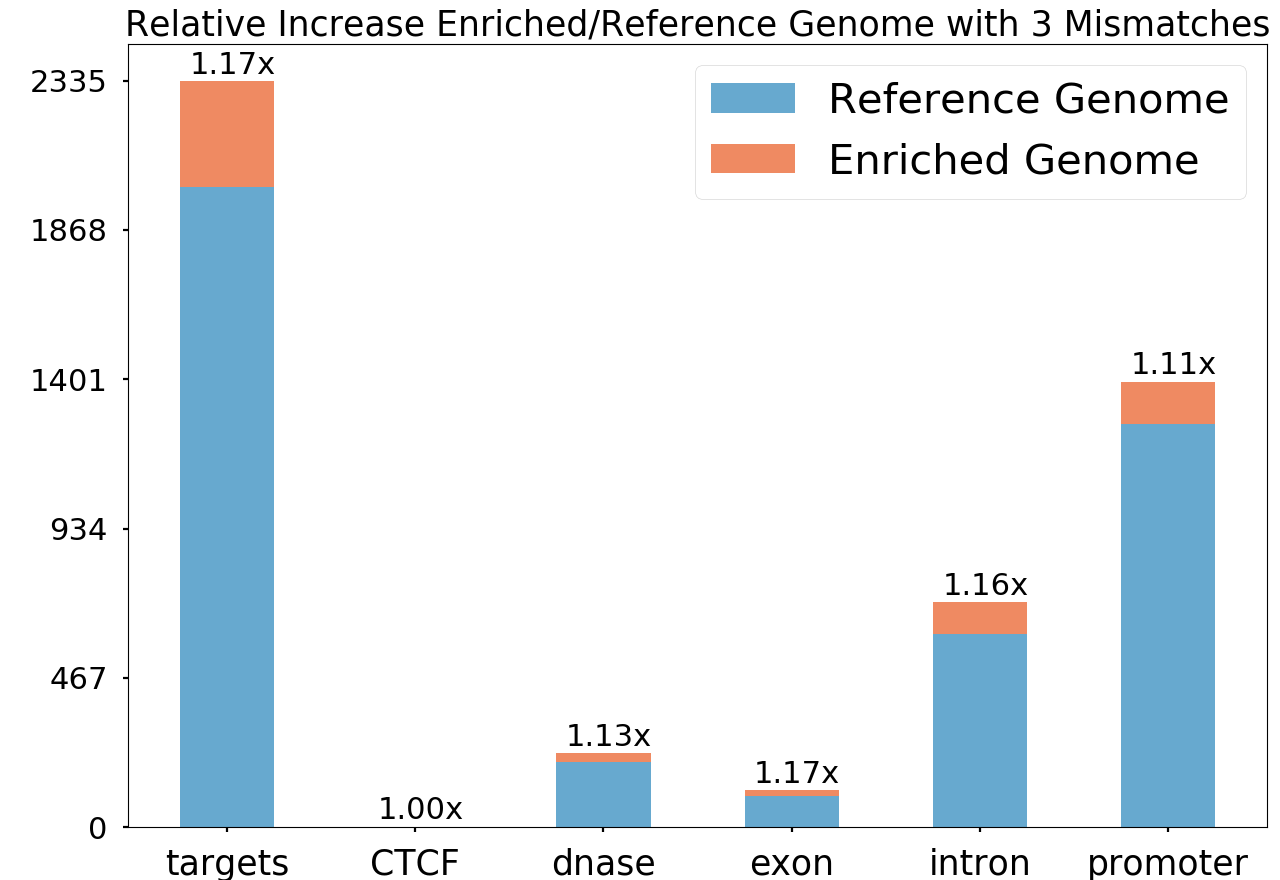 Relative Increase Enriched/Reference Genome with 3 Mismatches
1.17x
2335
Reference Genome
Enriched Genome
1868
1.11x
1401
934
1.16x
467
1.13x
1.17x
1.00x
0
targets CTCF dnase exon intron promoter